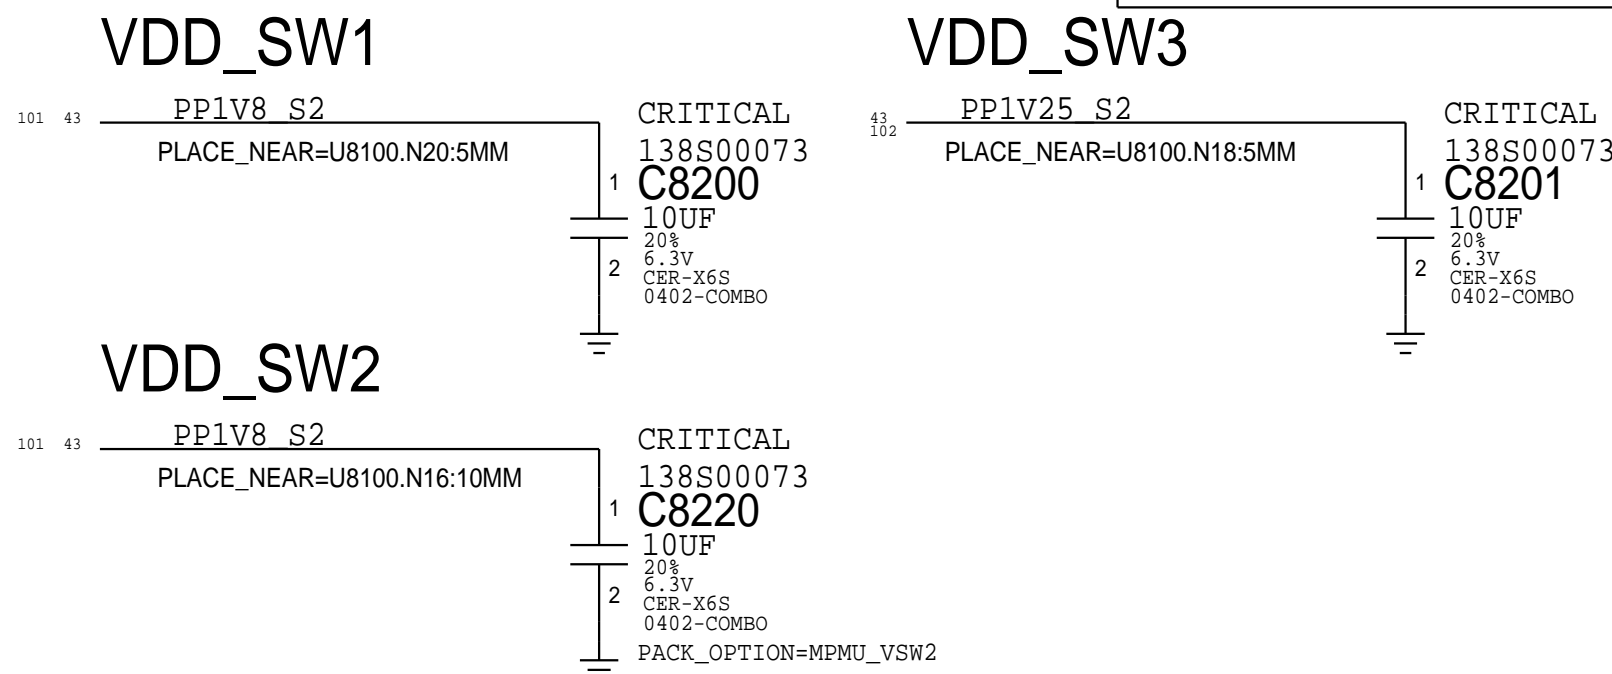 VDD_SW1
101 43 PP1V8_S2
PLACE_NEAR=U8100.N20:5MM
CRITICAL
138S00073
1 C8200
10UF
20%
6.3V
2
CER-X6S
0402-COMBO
VDD_SW3
43
102
PP1V25_S2
PLACE_NEAR=U8100.N18:5MM
CRITICAL
138S00073
1 C8201
10UF
20%
6.3V
2
CER-X6S
0402-COMBO
VDD_SW2
101 43 PP1V8_S2
PLACE_NEAR=U8100.N16:10MM
CRITICAL
138S00073
1 C8220
10UF
20%
6.3V
2
CER-X6S
0402-COMBO
PACK_OPTION=MPMU_VSW2